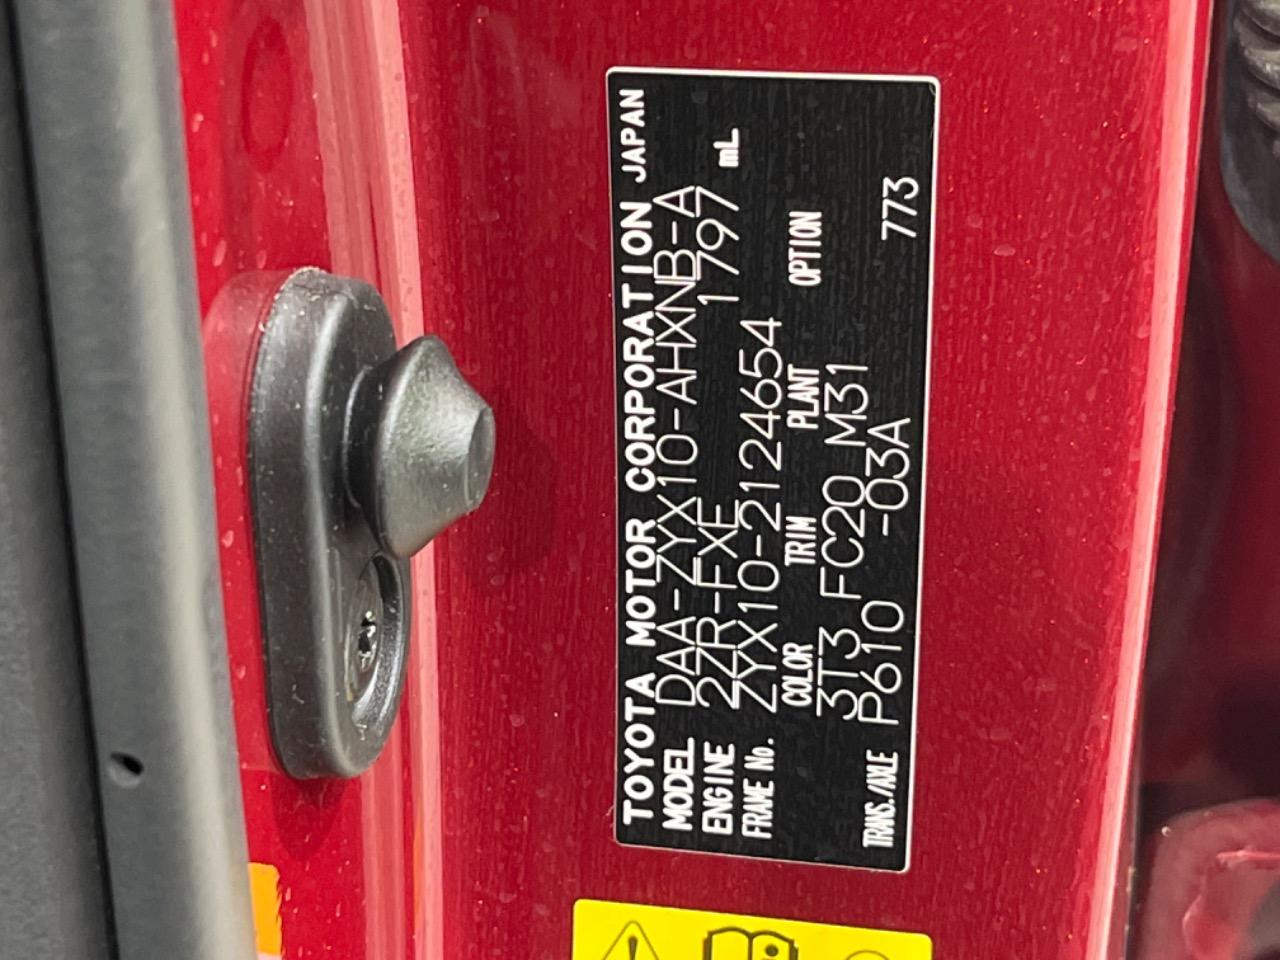 TOYOTA MOTOR CORPORATION JAPAN
MODEL DAA-ZYX10-AHXNB-A
ENGINE 2ZR-FXE 1797 mL
FRAME No. ZYX10-2124654
COLOR TRIM PLANT OPTION
3T3 FC20 M31
TRANS./AXLE P610 -03A 773